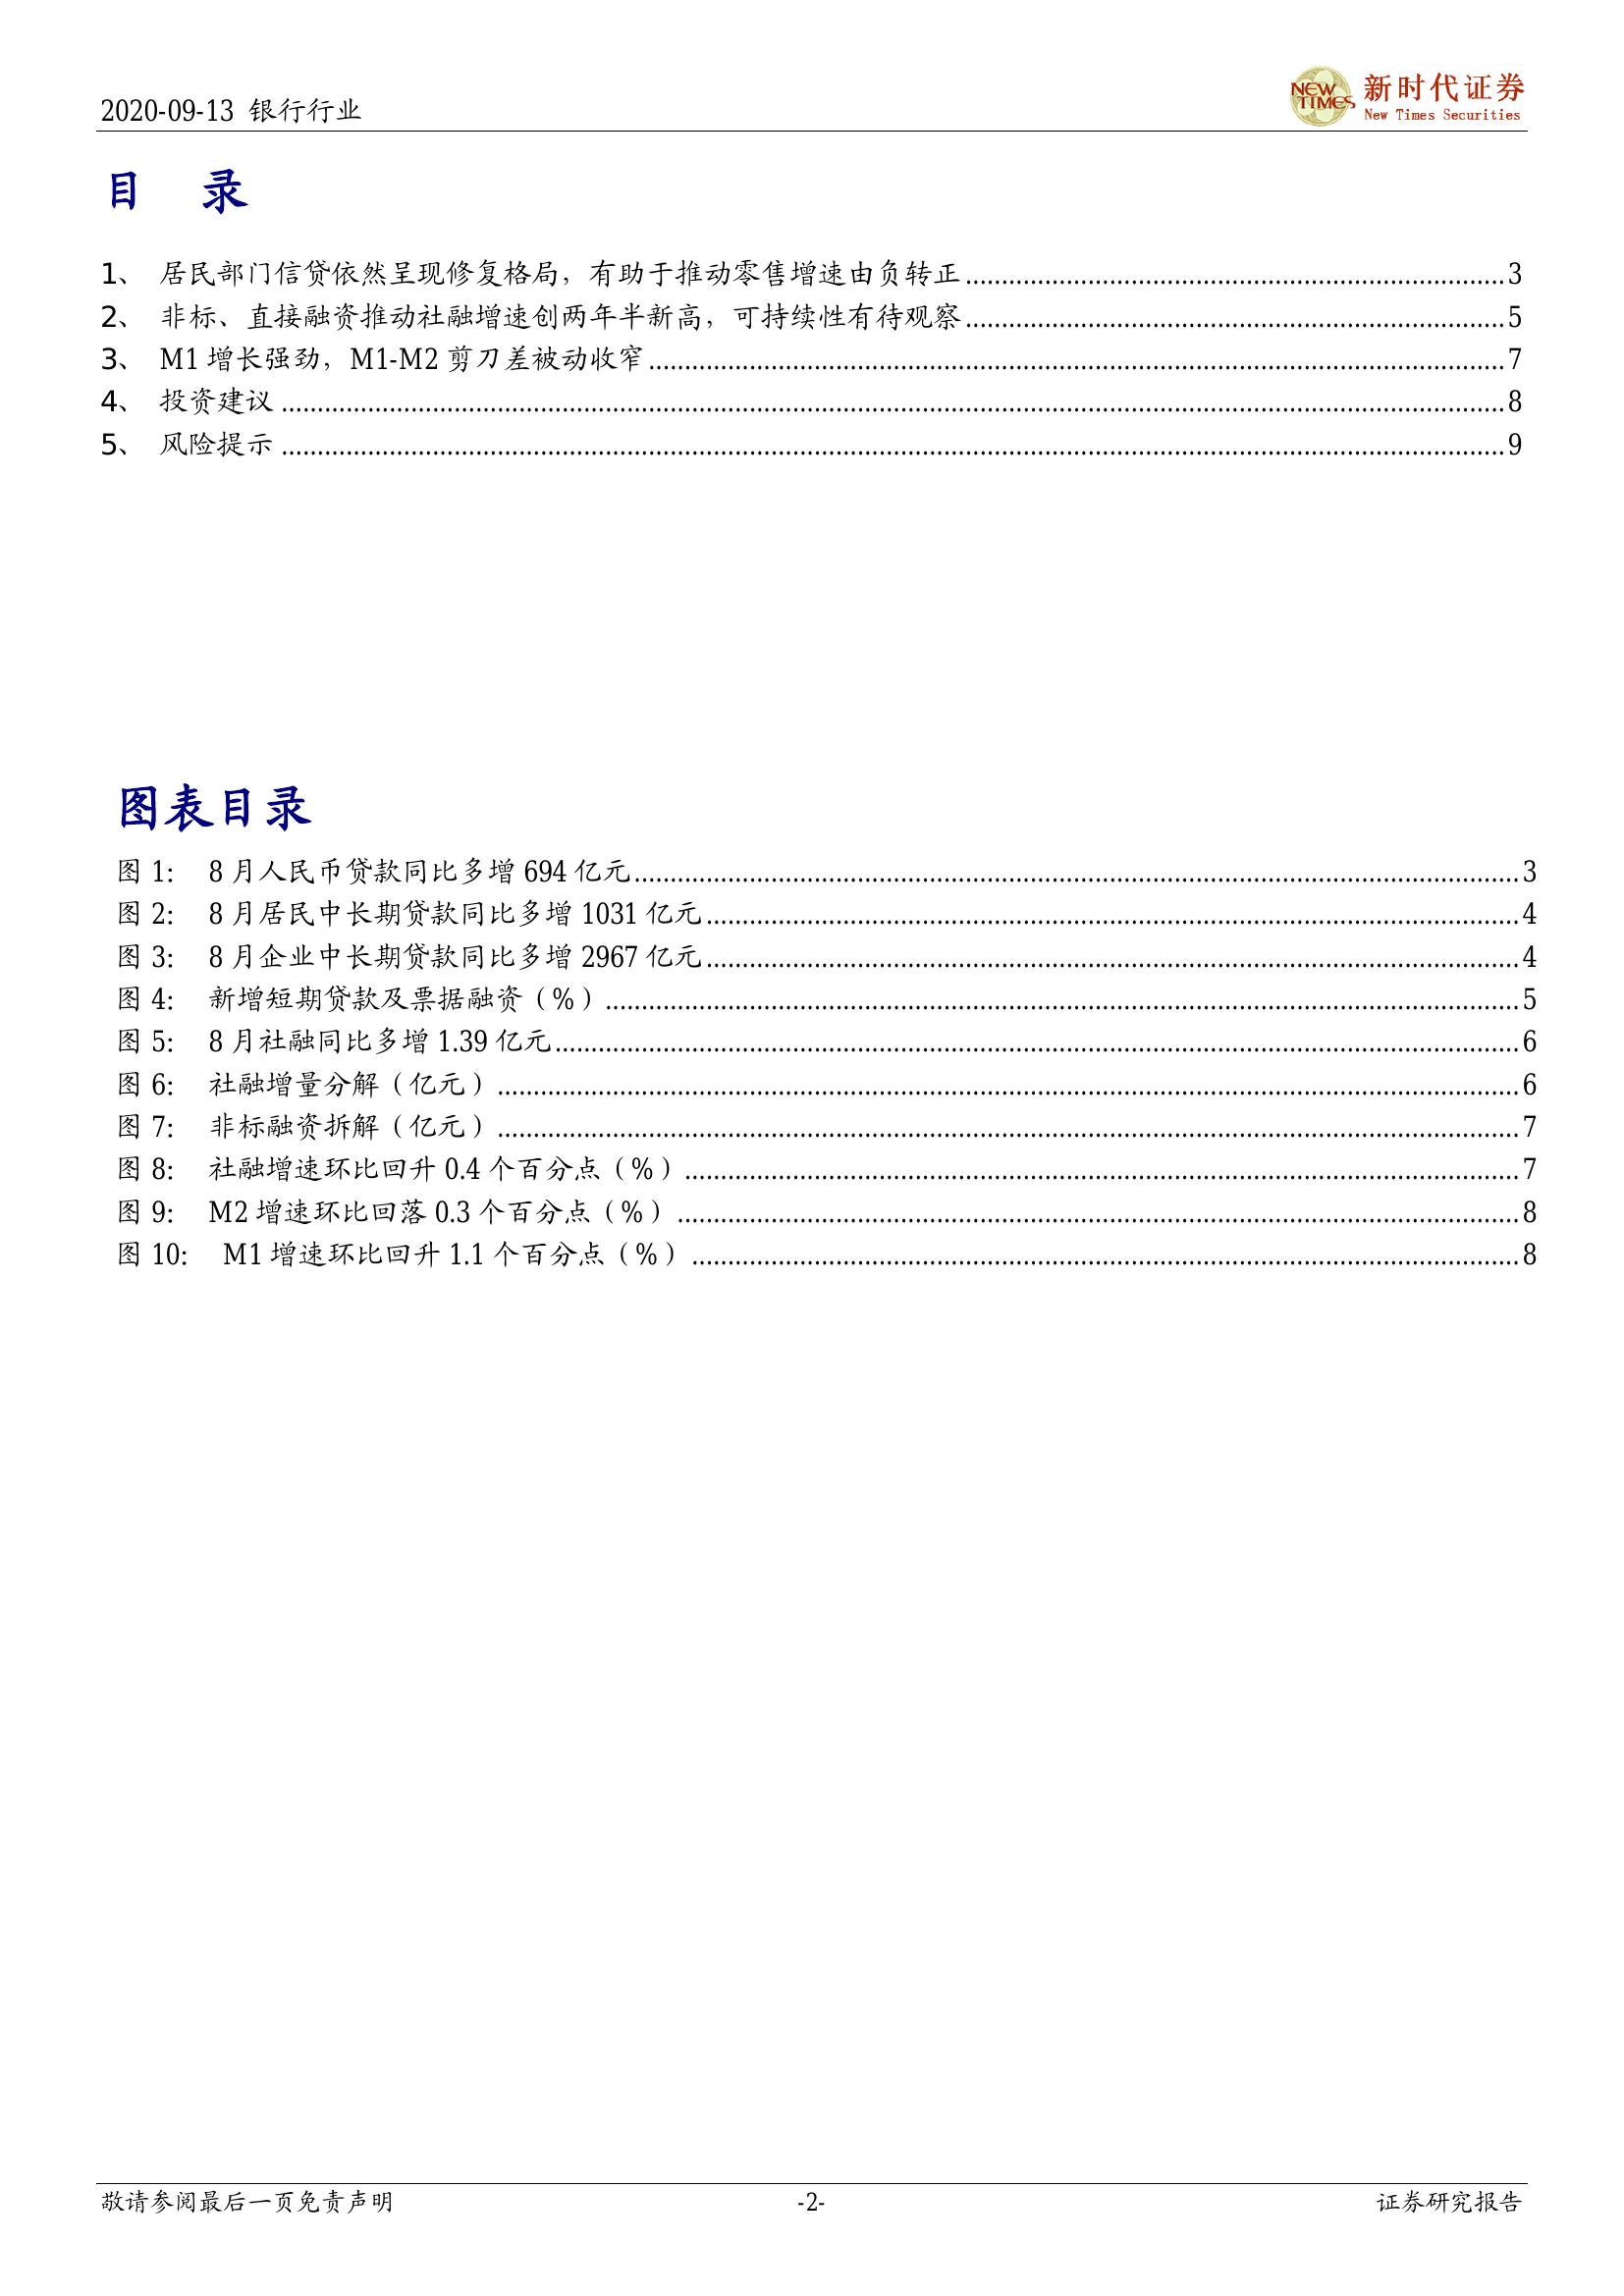 2020-09-13 银行行业
NEW TIMES 新时代证券
New Times Securities
目 录
1、 居民部门信贷依然呈现修复格局，有助于推动零售增速由负转正 3
2、 非标、直接融资推动社融增速创两年半新高，可持续性有待观察 5
3、 M1 增长强劲，M1-M2 剪刀差被动收窄 7
4、 投资建议 8
5、 风险提示 9
图表目录
图 1: 8 月人民币贷款同比多增 694 亿元 3
图 2: 8 月居民中长期贷款同比多增 1031 亿元 4
图 3: 8 月企业中长期贷款同比多增 2967 亿元 4
图 4: 新增短期贷款及票据融资（%） 5
图 5: 8 月社融同比多增 1.39 亿元 6
图 6: 社融增量分解（亿元） 6
图 7: 非标融资拆解（亿元） 7
图 8: 社融增速环比回升 0.4 个百分点（%） 7
图 9: M2 增速环比回落 0.3 个百分点（%） 8
图 10: M1 增速环比回升 1.1 个百分点（%） 8
敬请参阅最后一页免责声明 -2- 证券研究报告